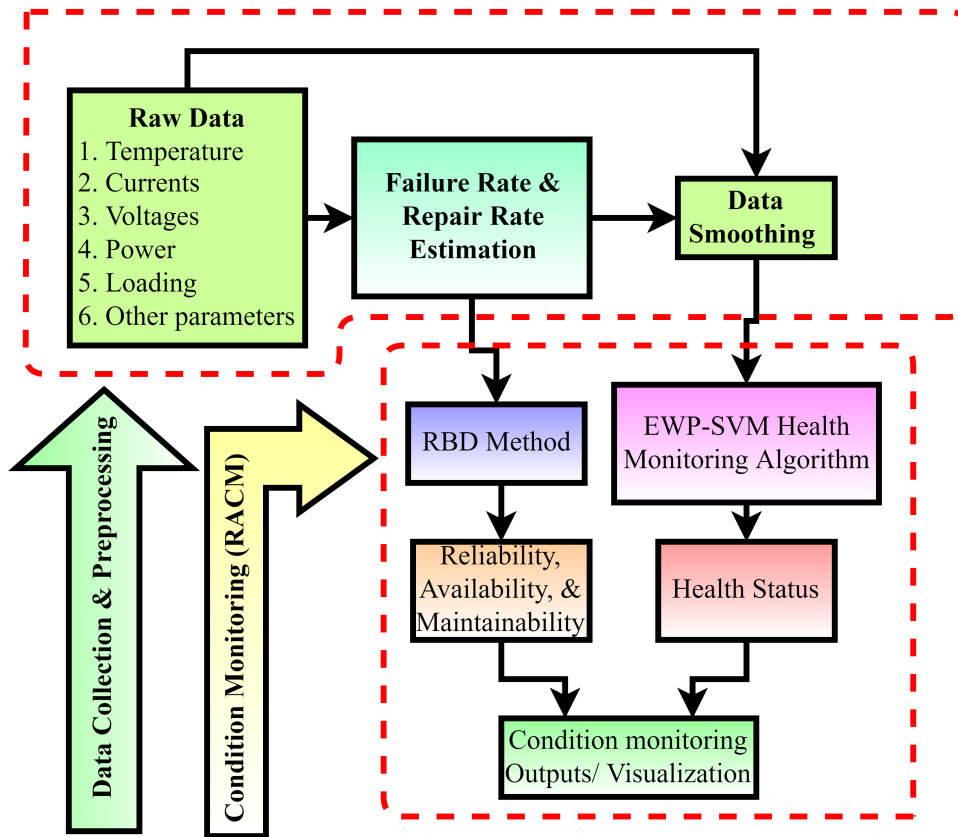 Raw Data
1. Temperature
2. Currents
3. Voltages
4. Power
5. Loading
6. Other parameters
Failure Rate &
Repair Rate
Estimation
Data
Smoothing
Data Collection & Preprocessing
Condition Monitoring (RACM)
RBD Method
EWP-SVM Health
Monitoring Algorithm
Reliability,
Availability, &
Maintainability
Health Status
Condition monitoring
Outputs/ Visualization